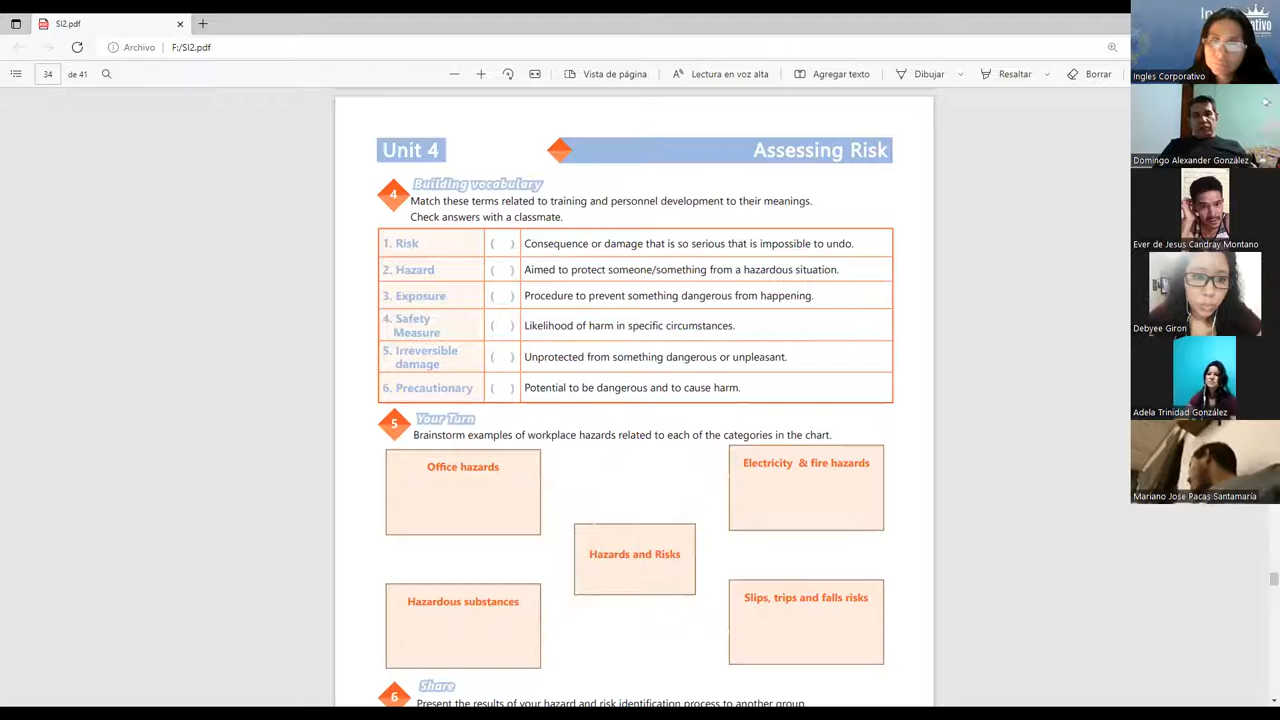 SI2.pdf
Archivo F:/SI2.pdf
34 de 41 Vista de página Lectura en voz alta Agregar texto Dibujar Resaltar Borrar
Unit 4 Assessing Risk
4 Building vocabulary
Match these terms related to training and personnel development to their meanings.
Check answers with a classmate.
1. Risk ( ) Consequence or damage that is so serious that is impossible to undo.
2. Hazard ( ) Aimed to protect someone/something from a hazardous situation.
3. Exposure ( ) Procedure to prevent something dangerous from happening.
4. Safety
Measure ( ) Likelihood of harm in specific circumstances.
5. Irreversible
damage ( ) Unprotected from something dangerous or unpleasant.
6. Precautionary ( ) Potential to be dangerous and to cause harm.
5 Your Turn
Brainstorm examples of workplace hazards related to each of the categories in the chart.
Office hazards
Electricity & fire hazards
Hazards and Risks
Hazardous substances
Slips, trips and falls risks
6 Share
Present the results of your hazard and risk identification process to another group.
Ingles Corporativo
Domingo Alexander González
Ever de Jesus Candray Montano
Debyee Giron
Adela Trinidad González
Mariano Jose Pacas Santamaría